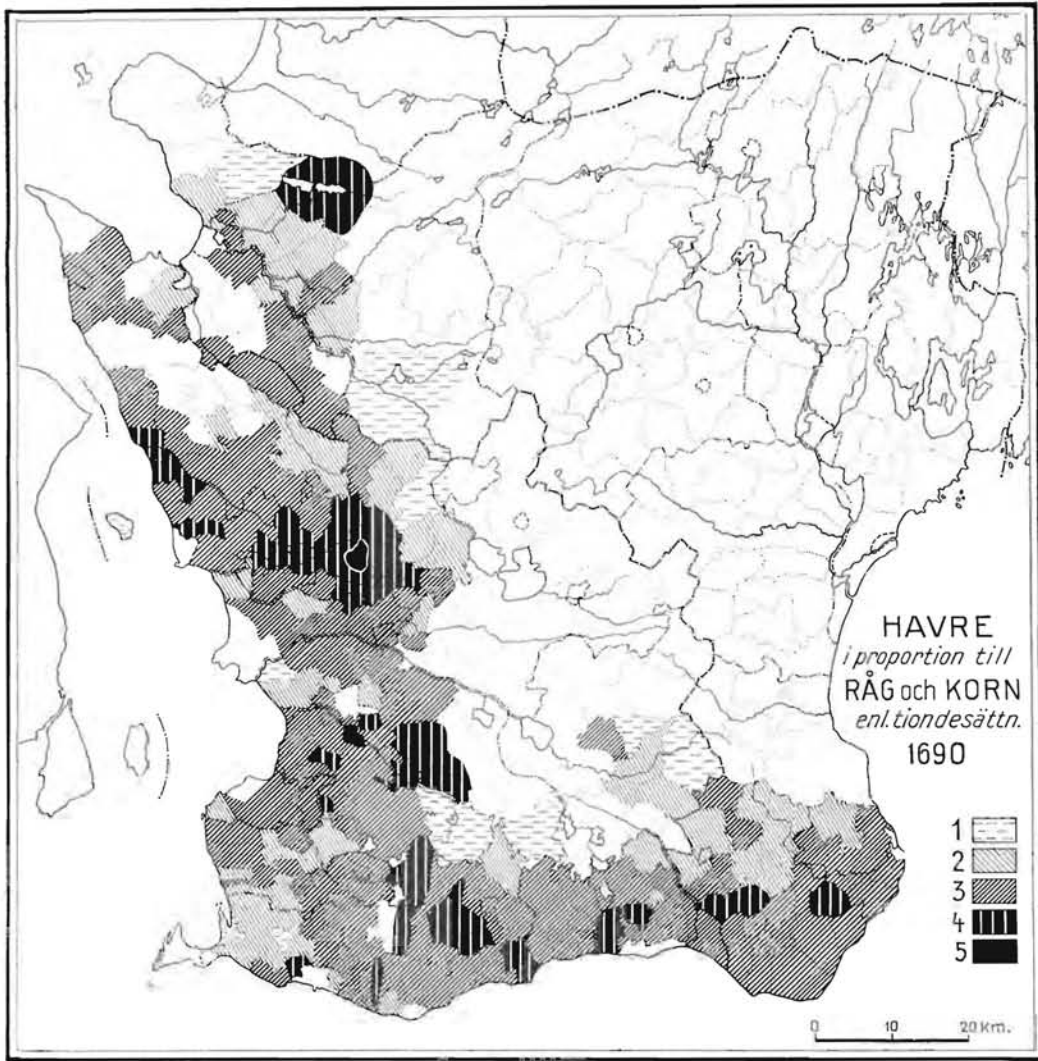 HAVRE
i proportion till
RÅG och KORN
enl. tiondesättn.
1690
1
2
3
4
5
0 10 20 Km.